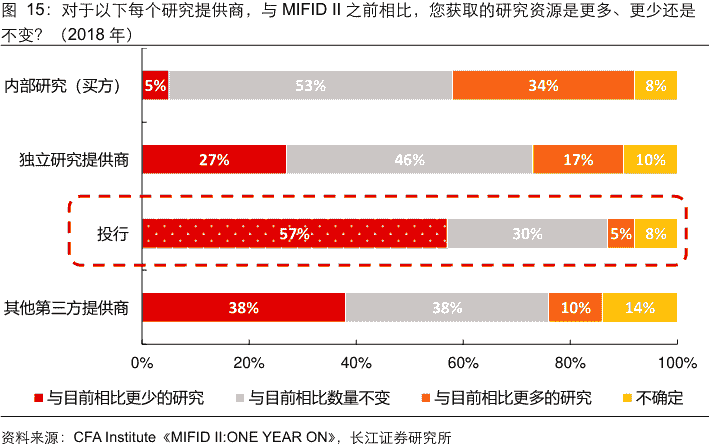 图 15：对于以下每个研究提供商，与 MIFID II 之前相比，您获取的研究资源是更多、更少还是
不变？（2018 年）
内部研究（买方） 5% 53% 34% 8%
独立研究提供商 27% 46% 17% 10%
投行 57% 30% 5% 8%
其他第三方提供商 38% 38% 10% 14%
0% 20% 40% 60% 80% 100%
与目前相比更少的研究 与目前相比数量不变 与目前相比更多的研究 不确定
资料来源：CFA Institute《MIFID II:ONE YEAR ON》，长江证券研究所